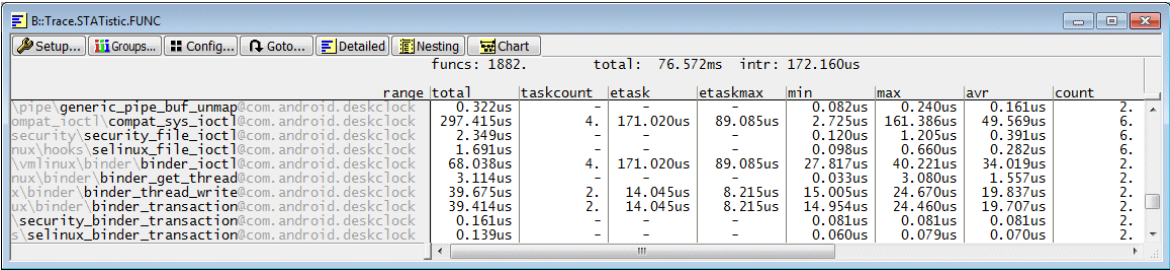 B::Trace.STATistic.FUNC
Setup... Groups... Config... Goto... Detailed Nesting Chart
funcs: 1882. total: 76.572ms intr: 172.160us
range total taskcount etask etaskmax min max avr count
\pipe\generic_pipe_buf_unmap@com.android.deskclock 0.322us - - - 0.082us 0.240us 0.161us 2.
ompat_ioctl\compat_sys_ioctl@com.android.deskclock 297.415us 4. 171.020us 89.085us 2.725us 161.386us 49.569us 6.
security\security_file_ioctl@com.android.deskclock 2.349us - - - 0.120us 1.205us 0.391us 6.
nux\hooks\selinux_file_ioctl@com.android.deskclock 1.691us - - - 0.098us 0.660us 0.282us 6.
\vmlinux\binder\binder_ioctl@com.android.deskclock 68.038us 4. 171.020us 89.085us 27.817us 40.221us 34.019us 2.
nux\binder\binder_get_thread@com.android.deskclock 3.114us - - - 0.033us 3.080us 1.557us 2.
x\binder\binder_thread_write@com.android.deskclock 39.675us 2. 14.045us 8.215us 15.005us 24.670us 19.837us 2.
ux\binder\binder_transaction@com.android.deskclock 39.414us 2. 14.045us 8.215us 14.954us 24.460us 19.707us 2.
\security_binder_transaction@com.android.deskclock 0.161us - - - 0.081us 0.081us 0.081us 2.
s\selinux_binder_transaction@com.android.deskclock 0.139us - - - 0.060us 0.079us 0.070us 2.